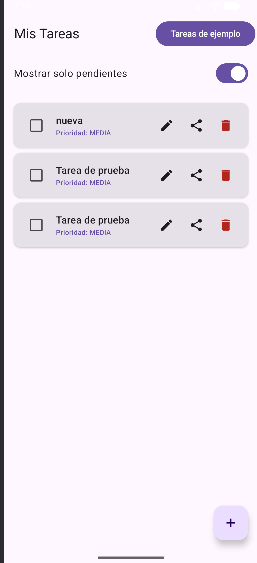 Mis Tareas
Tareas de ejemplo
Mostrar solo pendientes
nueva
Prioridad: MEDIA
Tarea de prueba
Prioridad: MEDIA
Tarea de prueba
Prioridad: MEDIA
+